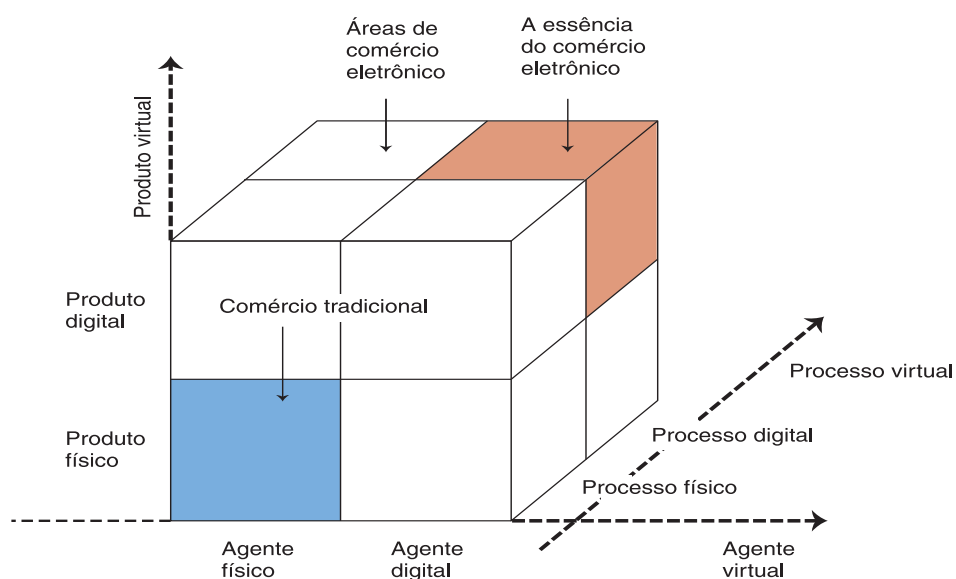 Áreas de
comércio
eletrônico
A essência
do comércio
eletrônico
Produto virtual
Produto
digital
Comércio tradicional
Processo virtual
Produto
físico
Processo digital
Processo físico
Agente
físico
Agente
digital
Agente
virtual